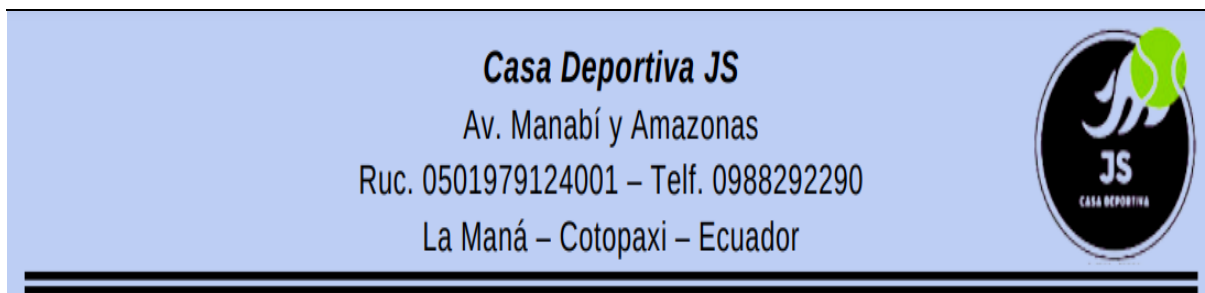 Casa Deportiva JS
Av. Manabí y Amazonas
Ruc. 0501979124001 – Telf. 0988292290
La Maná – Cotopaxi – Ecuador
JS
CASA DEPORTIVA